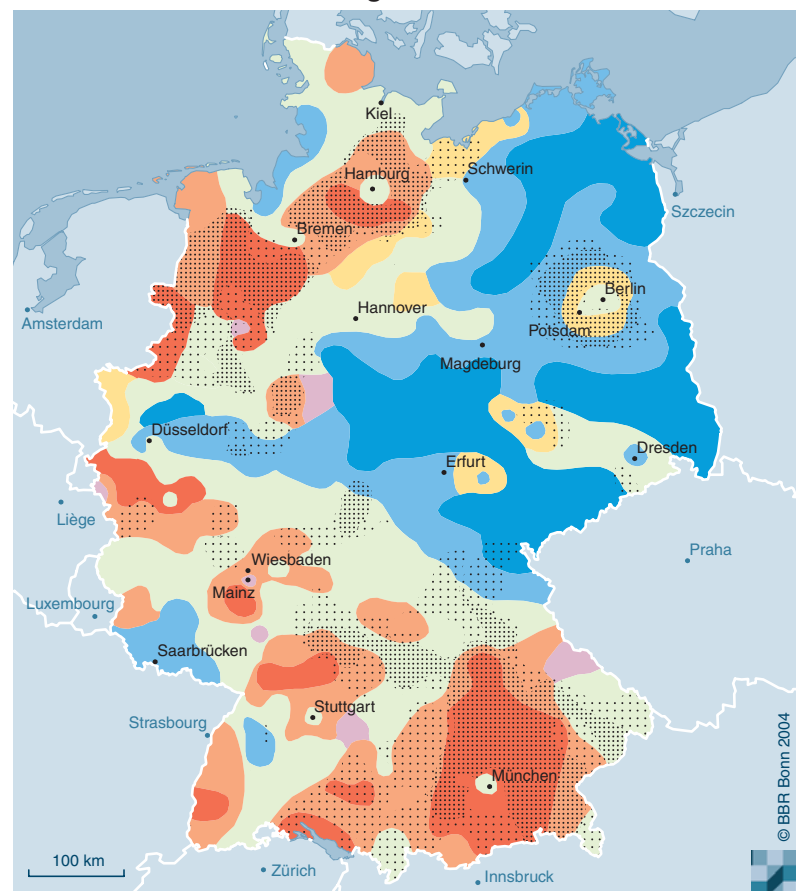 Kiel
Hamburg
Schwerin
Szczecin
Bremen
Berlin
Amsterdam
Hannover
Potsdam
Magdeburg
Düsseldorf
Erfurt
Dresden
Liège
Praha
Wiesbaden
Mainz
Luxembourg
Saarbrücken
Stuttgart
Strasbourg
München
© BBR Bonn 2004
100 km
Zürich
Innsbruck